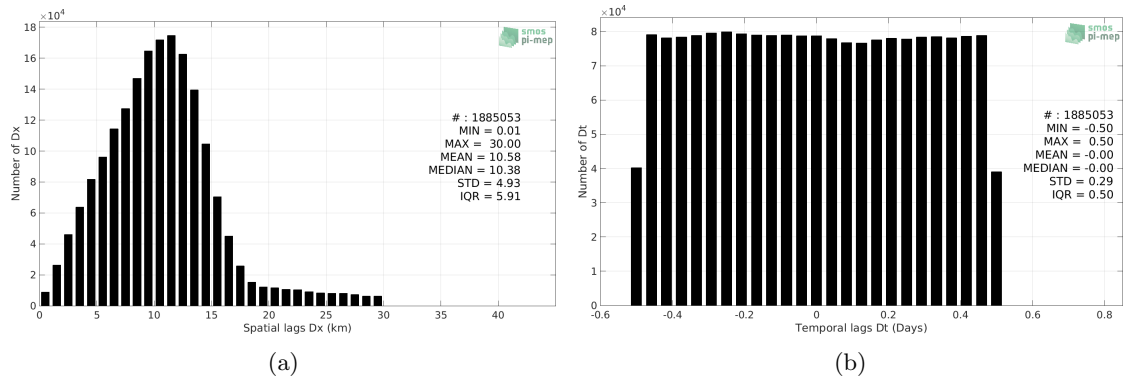 ×10⁴
18
16
14
12
10
8
6
4
2
0
Number of Dx
smos
pi-mep
# : 1885053
MIN = 0.01
MAX = 30.00
MEAN = 10.58
MEDIAN = 10.38
STD = 4.93
IQR = 5.91
0 5 10 15 20 25 30 35 40
Spatial lags Dx (km)
(a)
×10⁴
8
7
6
5
4
3
2
1
0
Number of Dt
smos
pi-mep
# : 1885053
MIN = -0.50
MAX = 0.50
MEAN = -0.00
MEDIAN = -0.00
STD = 0.29
IQR = 0.50
-0.6 -0.4 -0.2 0 0.2 0.4 0.6 0.8
Temporal lags Dt (Days)
(b)